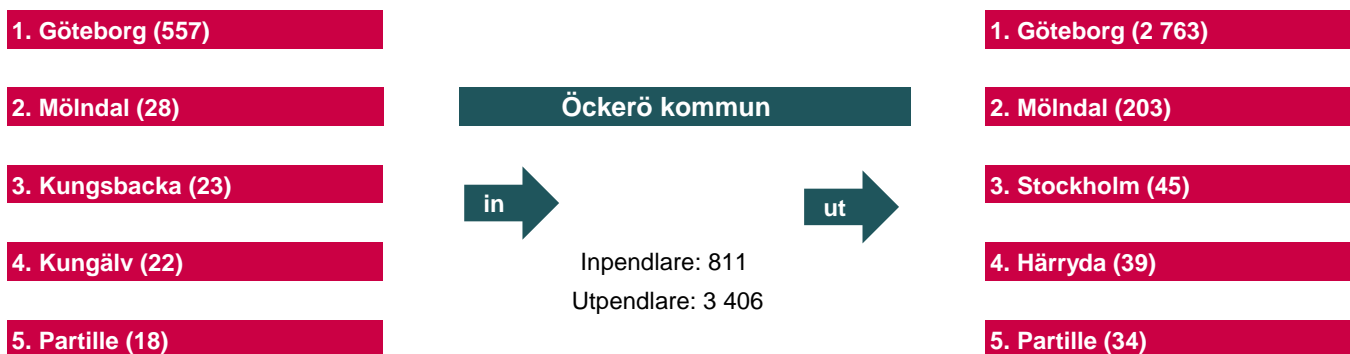 1. Göteborg (557)
2. Mölndal (28)
3. Kungsbacka (23)
4. Kungälv (22)
5. Partille (18)
Öckerö kommun
in
ut
Inpendlare: 811
Utpendlare: 3 406
1. Göteborg (2 763)
2. Mölndal (203)
3. Stockholm (45)
4. Härryda (39)
5. Partille (34)